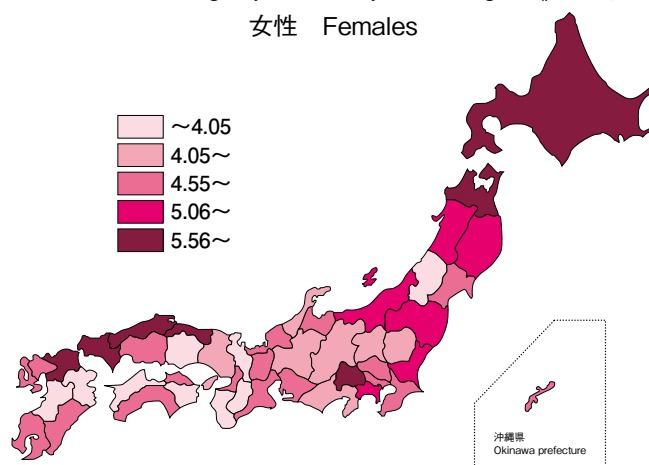 女性 Females
～4.05
4.05～
4.55～
5.06～
5.56～
沖縄県
Okinawa prefecture